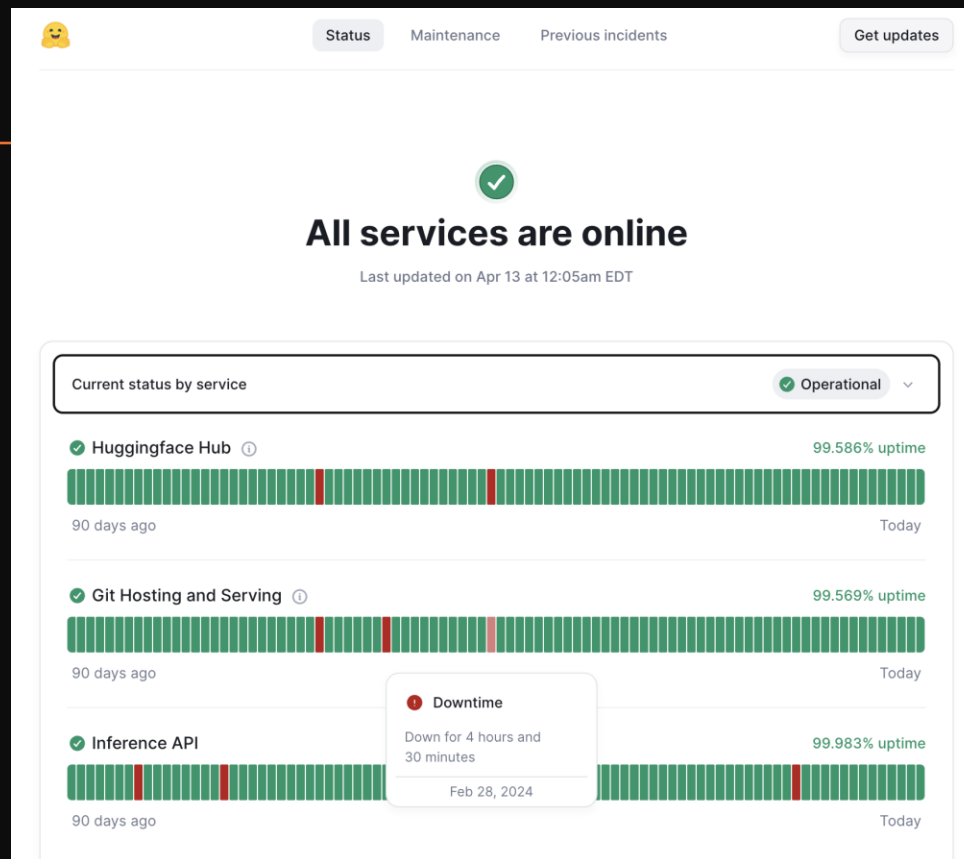 Status Maintenance Previous incidents Get updates
All services are online
Last updated on Apr 13 at 12:05am EDT
Current status by service Operational
Huggingface Hub 99.586% uptime
90 days ago Today
Git Hosting and Serving 99.569% uptime
90 days ago Today
Downtime
Down for 4 hours and
30 minutes
Feb 28, 2024
Inference API 99.983% uptime
90 days ago Today